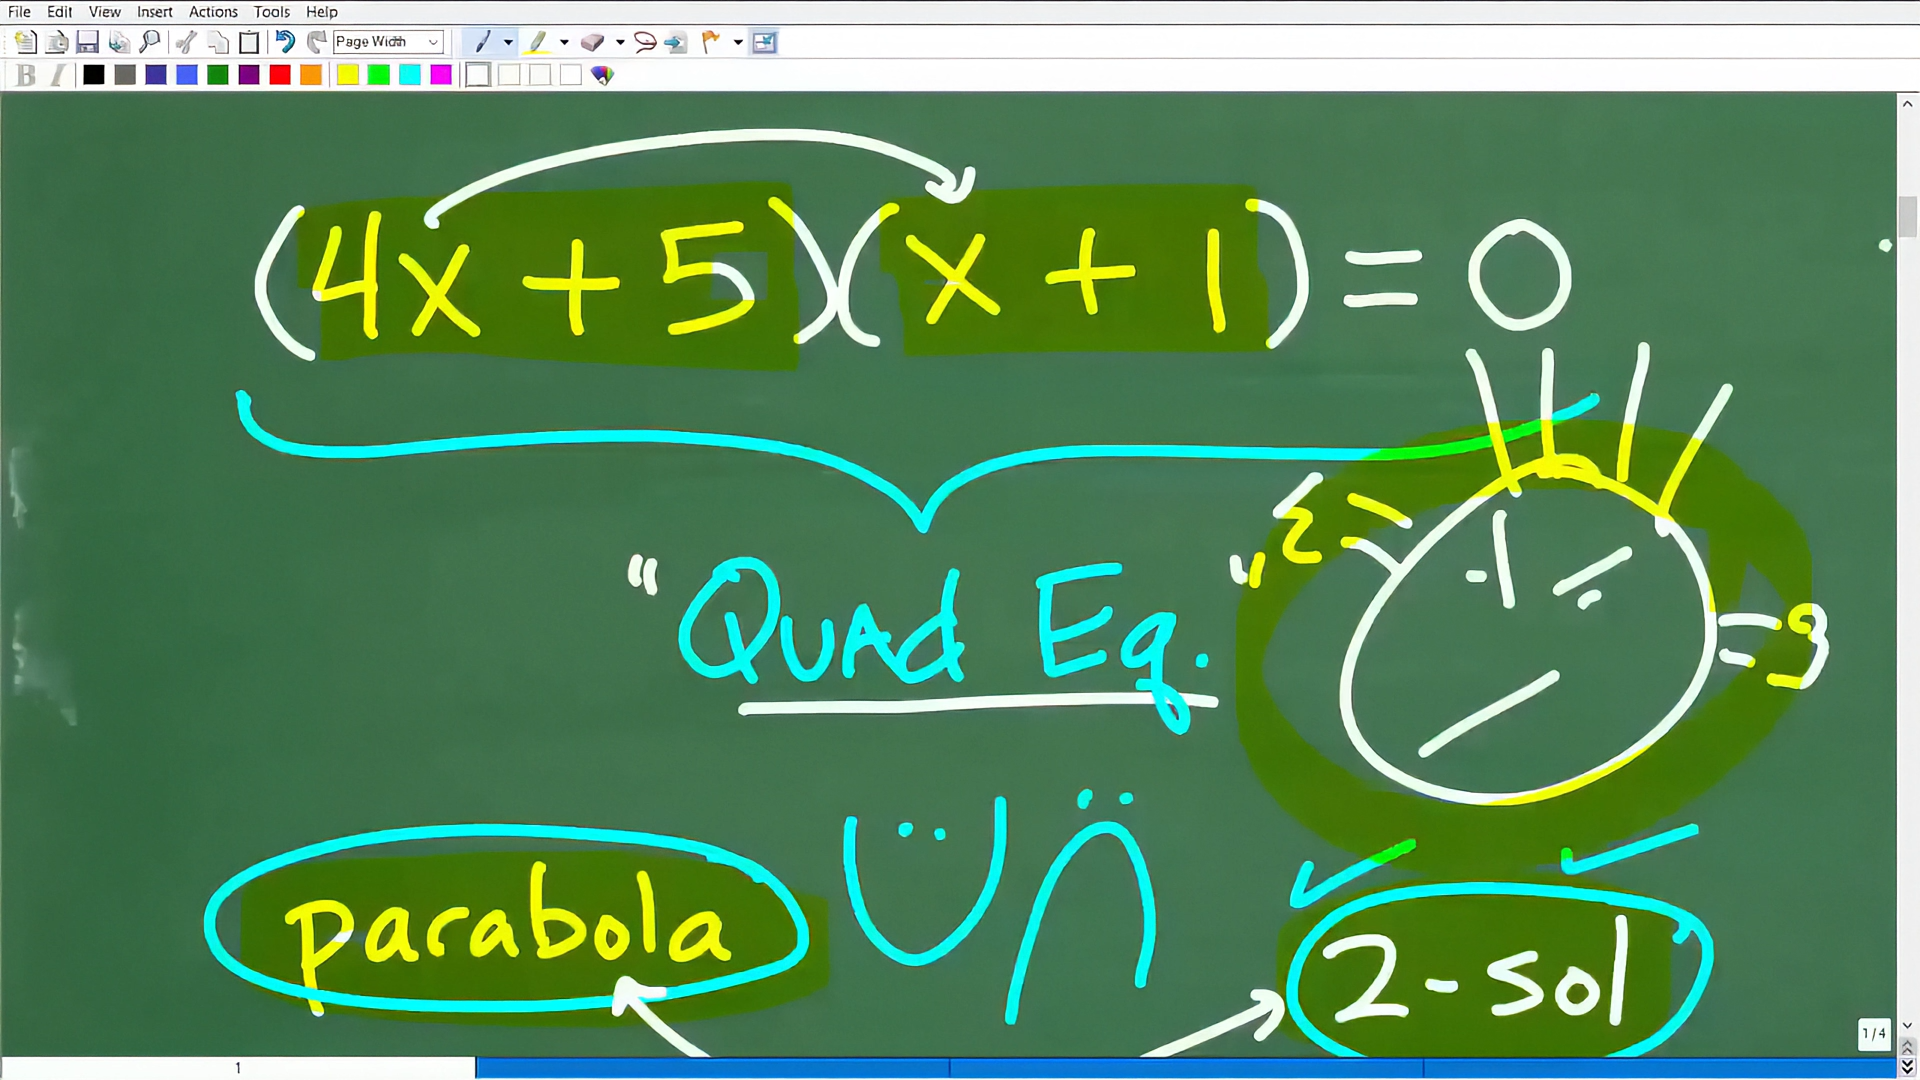 File Edit View Insert Actions Tools Help
Page Width
B I
(4x + 5)(x + 1) = 0
"Quad Eq."
parabola
2-sol
1/4
1